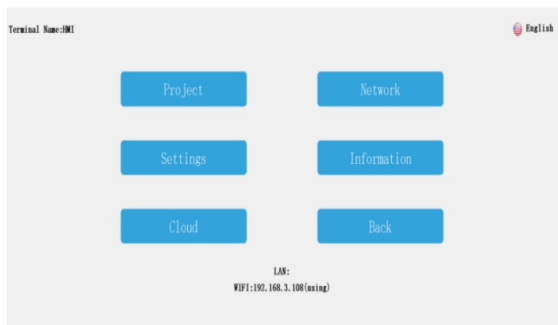 Terminal Name:HMI English
Project Network
Settings Information
Cloud Back
LAN:
WIFI:192.168.3.108(using)